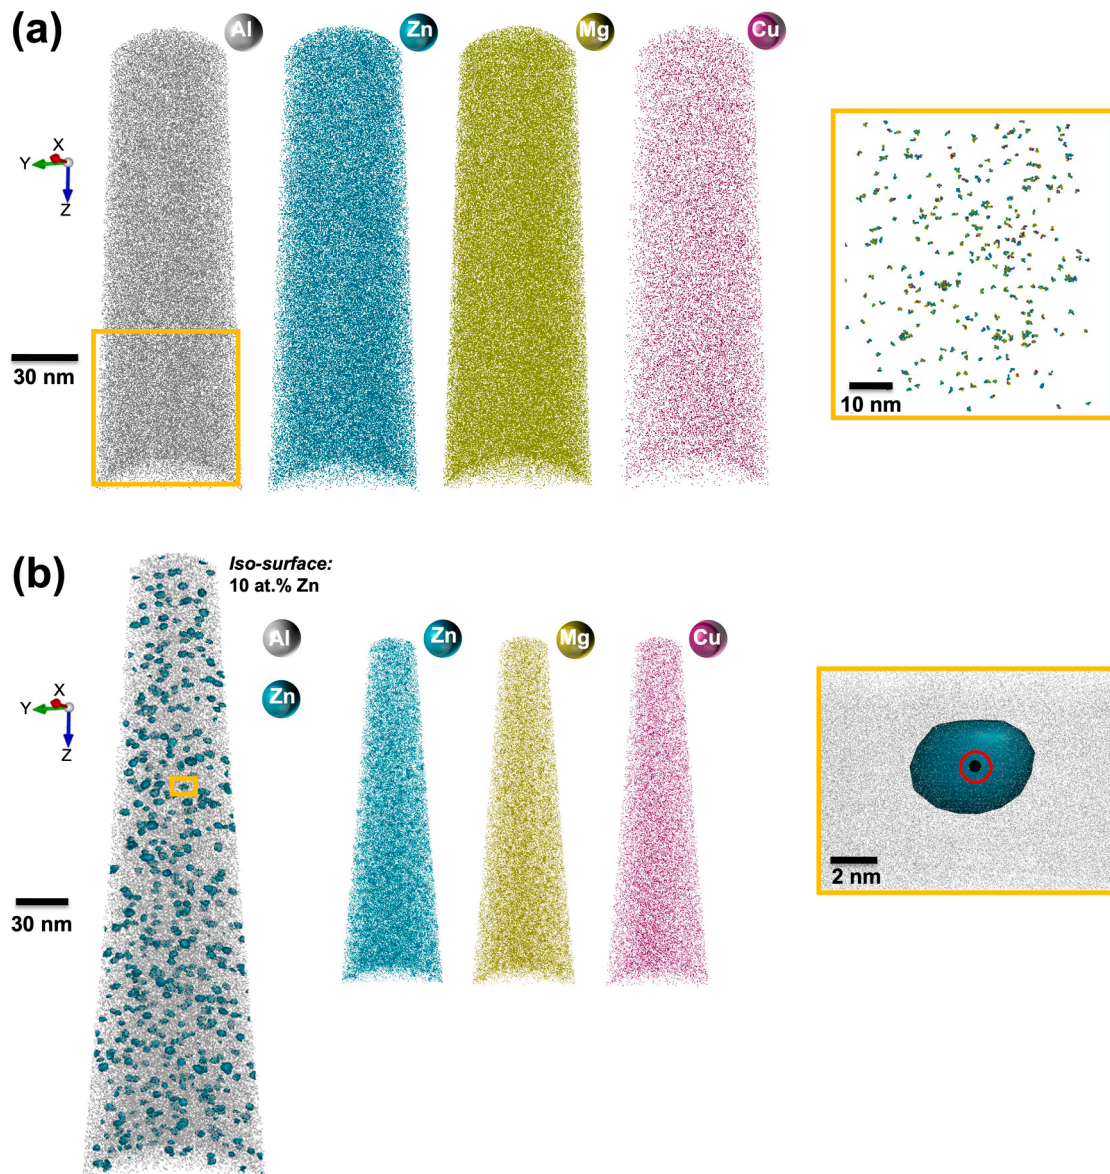 (a)
Al
Zn
Mg
Cu
X
Y
Z
30 nm
10 nm
(b)
Iso-surface:
10 at.% Zn
Al
Zn
Mg
Cu
Zn
X
Y
Z
30 nm
2 nm